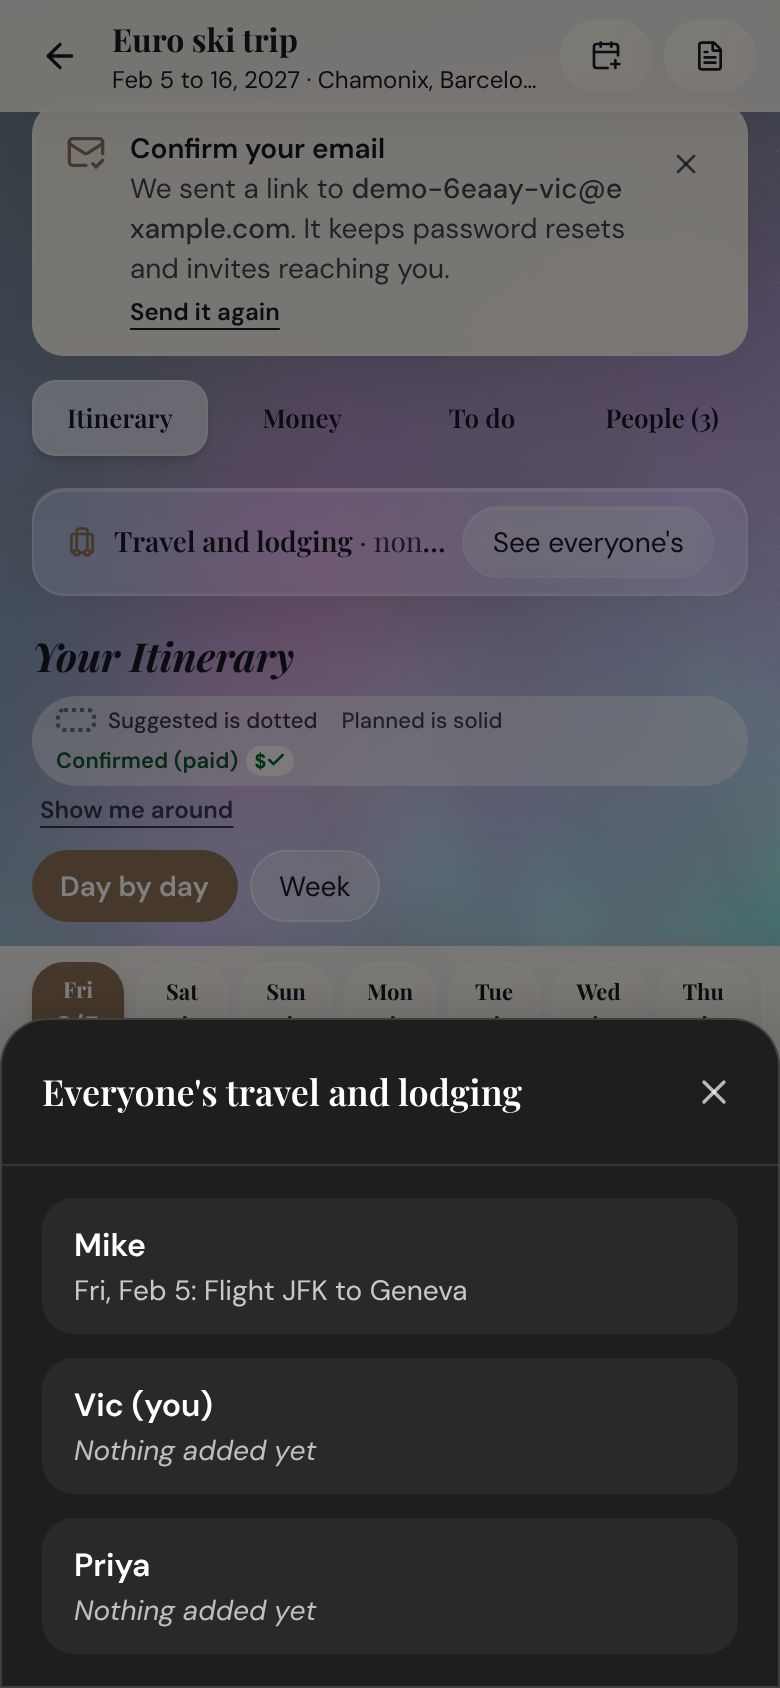 Euro ski trip
Feb 5 to 16, 2027 · Chamonix, Barcelo...
Confirm your email
We sent a link to demo-6eaay-vic@e
xample.com. It keeps password resets
and invites reaching you.
Send it again
Itinerary Money To do People (3)
Travel and lodging · non... See everyone's
Your Itinerary
Suggested is dotted Planned is solid
Confirmed (paid) $✓
Show me around
Day by day Week
Fri Sat Sun Mon Tue Wed Thu
Everyone's travel and lodging
Mike
Fri, Feb 5: Flight JFK to Geneva
Vic (you)
Nothing added yet
Priya
Nothing added yet